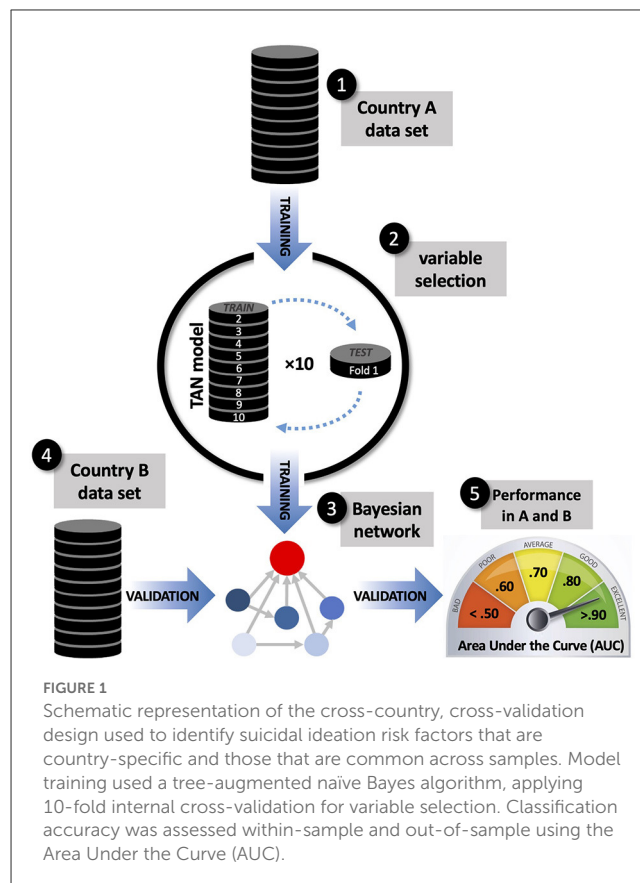 1
Country A
data set
TRAINING
2
variable
selection
TAN model
TRAIN
2
3
4
5
6
7
8
9
10
×10
TEST
Fold 1
TRAINING
4
Country B
data set
3
Bayesian
network
5
Performance
in A and B
VALIDATION
VALIDATION
BAD
POOR
AVERAGE
GOOD
EXCELLENT
< .50
.60
.70
.80
>.90
Area Under the Curve (AUC)
FIGURE 1
Schematic representation of the cross-country, cross-validation
design used to identify suicidal ideation risk factors that are
country-specific and those that are common across samples. Model
training used a tree-augmented naïve Bayes algorithm, applying
10-fold internal cross-validation for variable selection. Classification
accuracy was assessed within-sample and out-of-sample using the
Area Under the Curve (AUC).